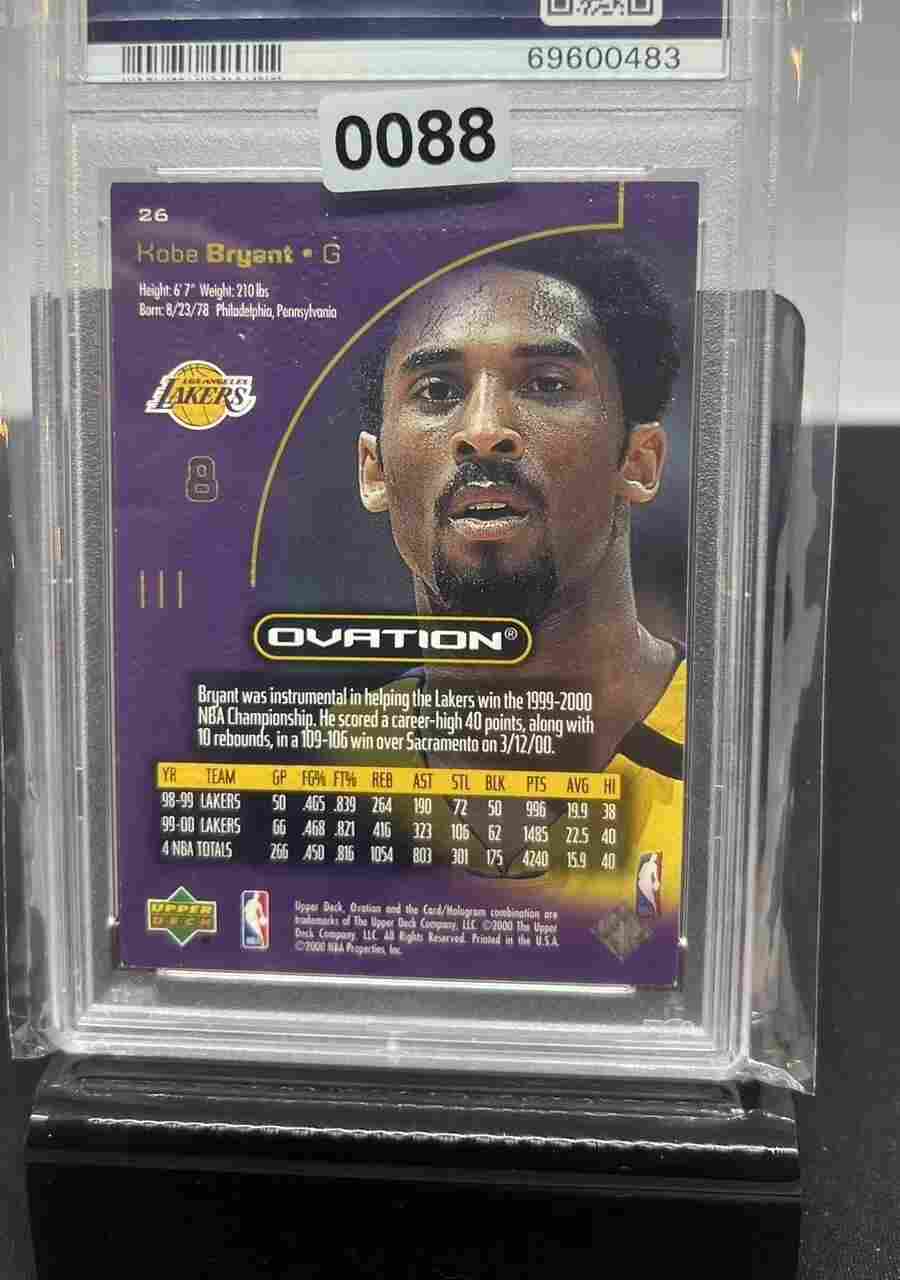 69600483
0088
26
Kobe Bryant • G
Height: 6' 7" Weight: 210 lbs
Born: 8/23/78 Philadelphia, Pennsylvania
LOS ANGELES
LAKERS
8
OVATION®
Bryant was instrumental in helping the Lakers win the 1999-2000
NBA Championship. He scored a career-high 40 points, along with
10 rebounds, in a 109-106 win over Sacramento on 3/12/00.
YR TEAM GP FG% FT% REB AST STL BLK PTS AVG HI
98-99 LAKERS 50 .465 .839 264 190 72 50 996 19.9 38
99-00 LAKERS 66 .468 .821 416 323 106 62 1485 22.5 40
4 NBA TOTALS 266 .450 .816 1054 803 301 175 4240 15.9 40
UPPER
DECK
Upper Deck, Ovation and the Card/Hologram combination are
trademarks of The Upper Deck Company, LLC. ©2000 The Upper
Deck Company, LLC. All Rights Reserved. Printed in the U.S.A.
©2000 NBA Properties, Inc.